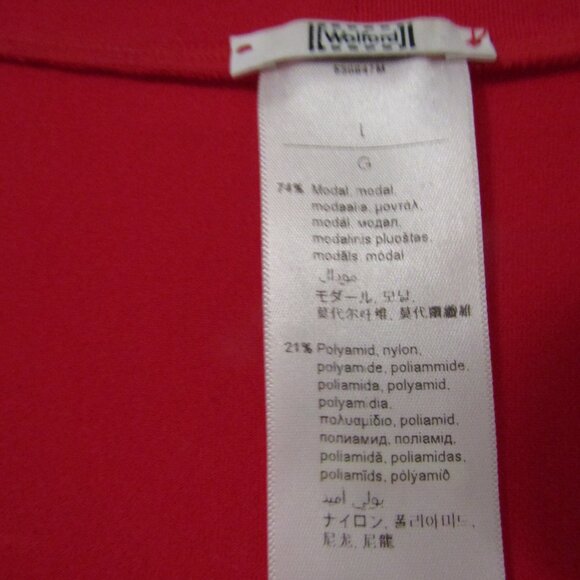 Wolford
L
G
74% Modal, modal,
modaalia, μοντάλ,
modál, модал,
modalinis pluoštas,
modāls, módal
مودال
モダール, 모달,
莫代尔纤维, 莫代爾纖維
21% Polyamid, nylon,
polyamide, poliammide,
poliamida, polyamid,
polyamidia,
πολυαμίδιο, poliamid,
полиамид, поліамід,
poliamidă, poliamidas,
poliamīds, pólýamíð
بولي أميد
ナイロン, 폴리아미드,
尼龙, 尼龍